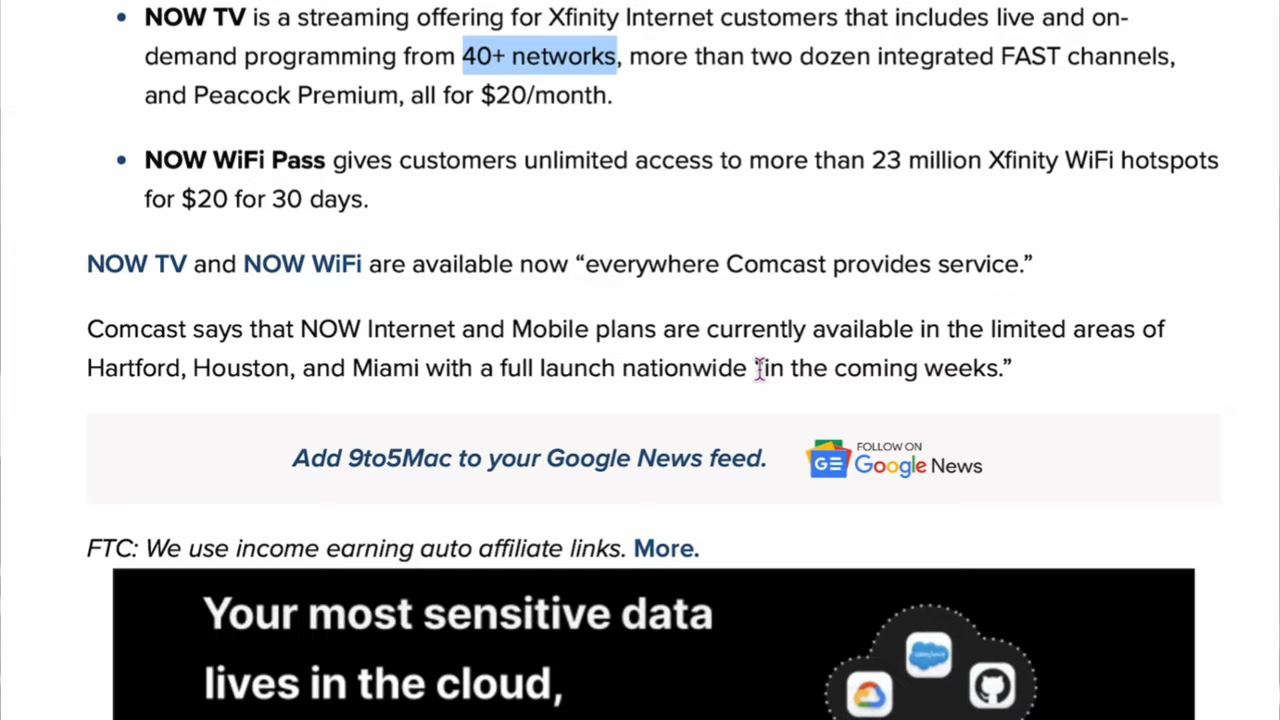 NOW TV is a streaming offering for Xfinity Internet customers that includes live and on-
demand programming from 40+ networks, more than two dozen integrated FAST channels,
and Peacock Premium, all for $20/month.
NOW WiFi Pass gives customers unlimited access to more than 23 million Xfinity WiFi hotspots
for $20 for 30 days.
NOW TV and NOW WiFi are available now “everywhere Comcast provides service.”
Comcast says that NOW Internet and Mobile plans are currently available in the limited areas of
Hartford, Houston, and Miami with a full launch nationwide “in the coming weeks.”
Add 9to5Mac to your Google News feed.
GE
FOLLOW ON
Google News
FTC: We use income earning auto affiliate links. More.
Your most sensitive data
lives in the cloud,
salesforce